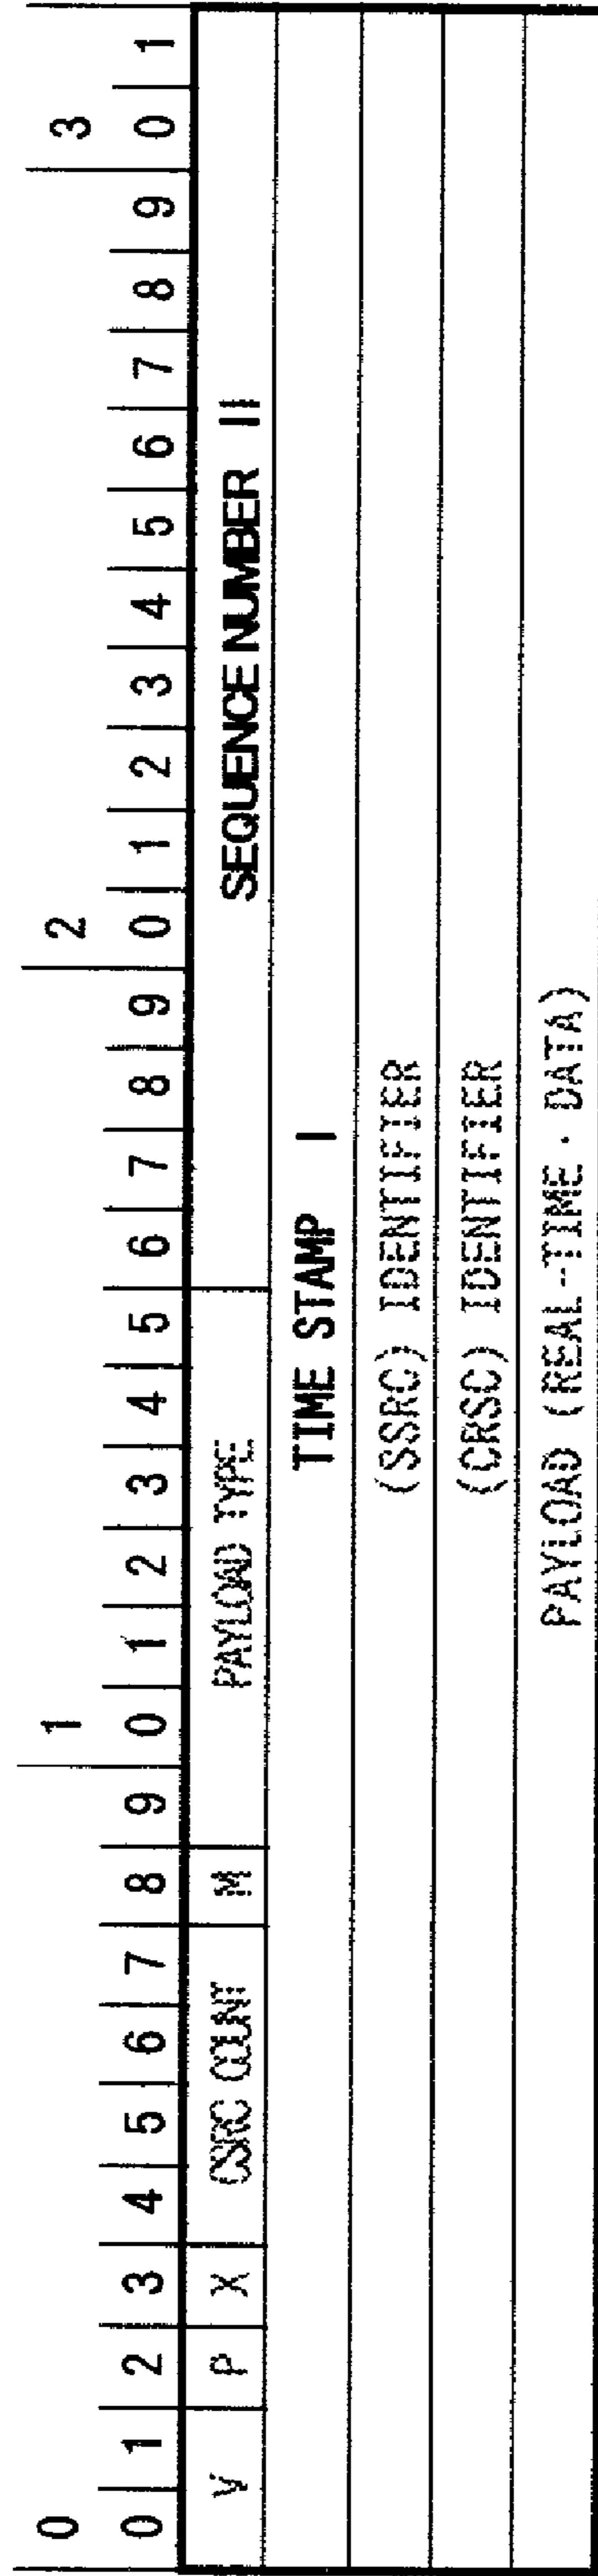 0 1 2 3
0 1 2 3 4 5 6 7 8 9 0 1 2 3 4 5 6 7 8 9 0 1 2 3 4 5 6 7 8 9 0 1
V P X CSRC COUNT M PAYLOAD TYPE SEQUENCE NUMBER II
TIME STAMP I
(SSRC) IDENTIFIER
(CRSC) IDENTIFIER
PAYLOAD (REAL-TIME · DATA)